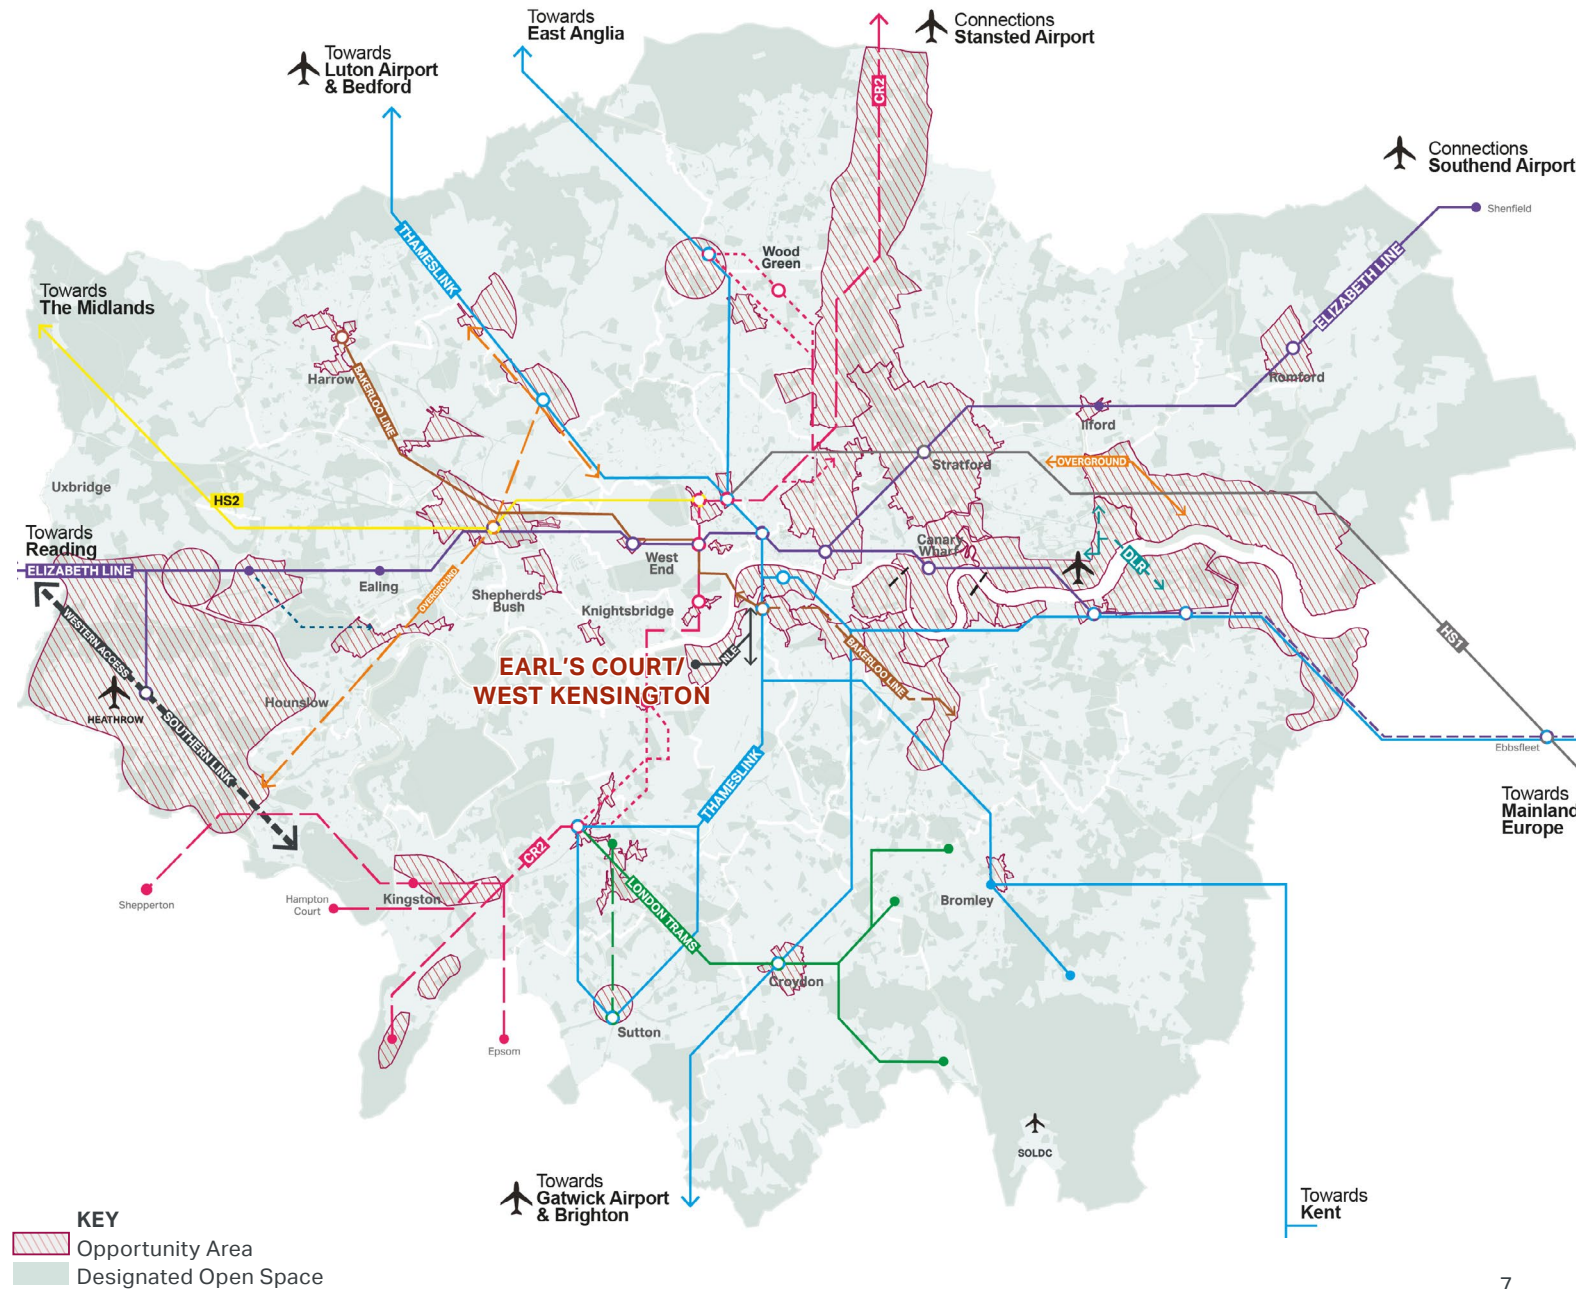 Towards
East Anglia
Connections
Stansted Airport
Towards
Luton Airport
& Bedford
CR2
Connections
Southend Airport
Shenfield
THAMESLINK
Wood
Green
ELIZABETH LINE
Towards
The Midlands
Harrow
BAKERLOO LINE
Romford
Ilford
Uxbridge
HS2
Stratford
OVERGROUND
Towards
Reading
ELIZABETH LINE
Ealing
OVERGROUND
Shepherds
Bush
West
End
Knightsbridge
Canary
Wharf
DLR
WESTERN ACCESS
HEATHROW
SOUTHERN LINK
Hounslow
EARL'S COURT/
WEST KENSINGTON
NLE
BAKERLOO LINE
HS1
Ebbsfleet
Towards
Mainland
Europe
THAMESLINK
CR2
Shepperton
Hampton
Court
Kingston
LONDON TRAMS
Bromley
Croydon
Sutton
Epsom
SOLDC
Towards
Gatwick Airport
& Brighton
Towards
Kent
KEY
Opportunity Area
Designated Open Space
7